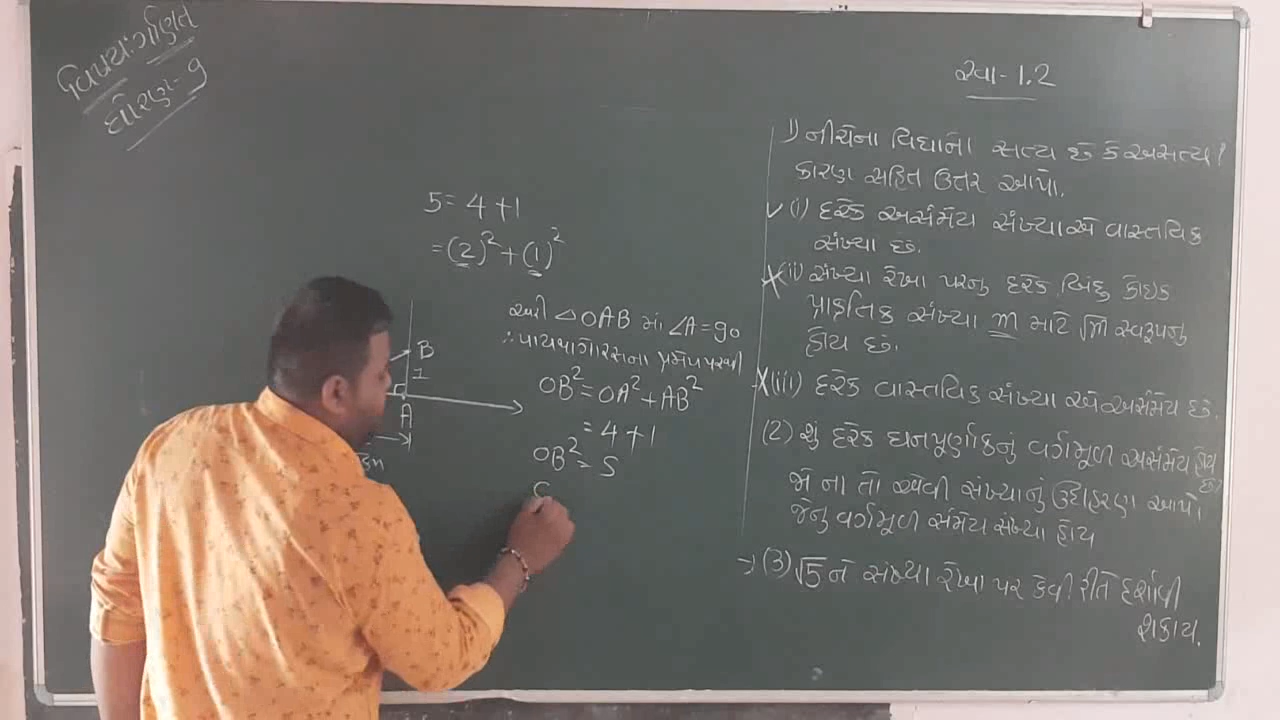 વિષય:ગણિત
ધોરણ-9
સ્વા-1.2
1) નીચેના વિધાનો સત્ય છે કે અસત્ય?
કારણ સહિત ઉત્તર આપો.
✓(i) દરેક અસંમેય સંખ્યા એ વાસ્તવિક
સંખ્યા છે.
X(ii) સંખ્યા રેખા પરનુ દરેક બિંદુ કોઇક
પ્રાકૃતિક સંખ્યા m માટે √m સ્વરૂપનુ
હોય છે.
X(iii) દરેક વાસ્તવિક સંખ્યા એ અસંમેય છે.
(2) શું દરેક ધનપૂર્ણાંકનું વર્ગમૂળ અસંમેય હોય
છે?
જો ના તો એવી સંખ્યાનું ઉદાહરણ આપો
જેનુ વર્ગમૂળ સંમેય સંખ્યા હોય
→(3) √5 ને સંખ્યા રેખા પર કેવી રીતે દર્શાવી
શકાય.
5=4+1
=(2)²+(1)²
B
1
A
△OAB માં ∠A=90
∴પાયથાગોરસના પ્રમેય પરથી
OB²=OA²+AB²
=4+1
OB²=5